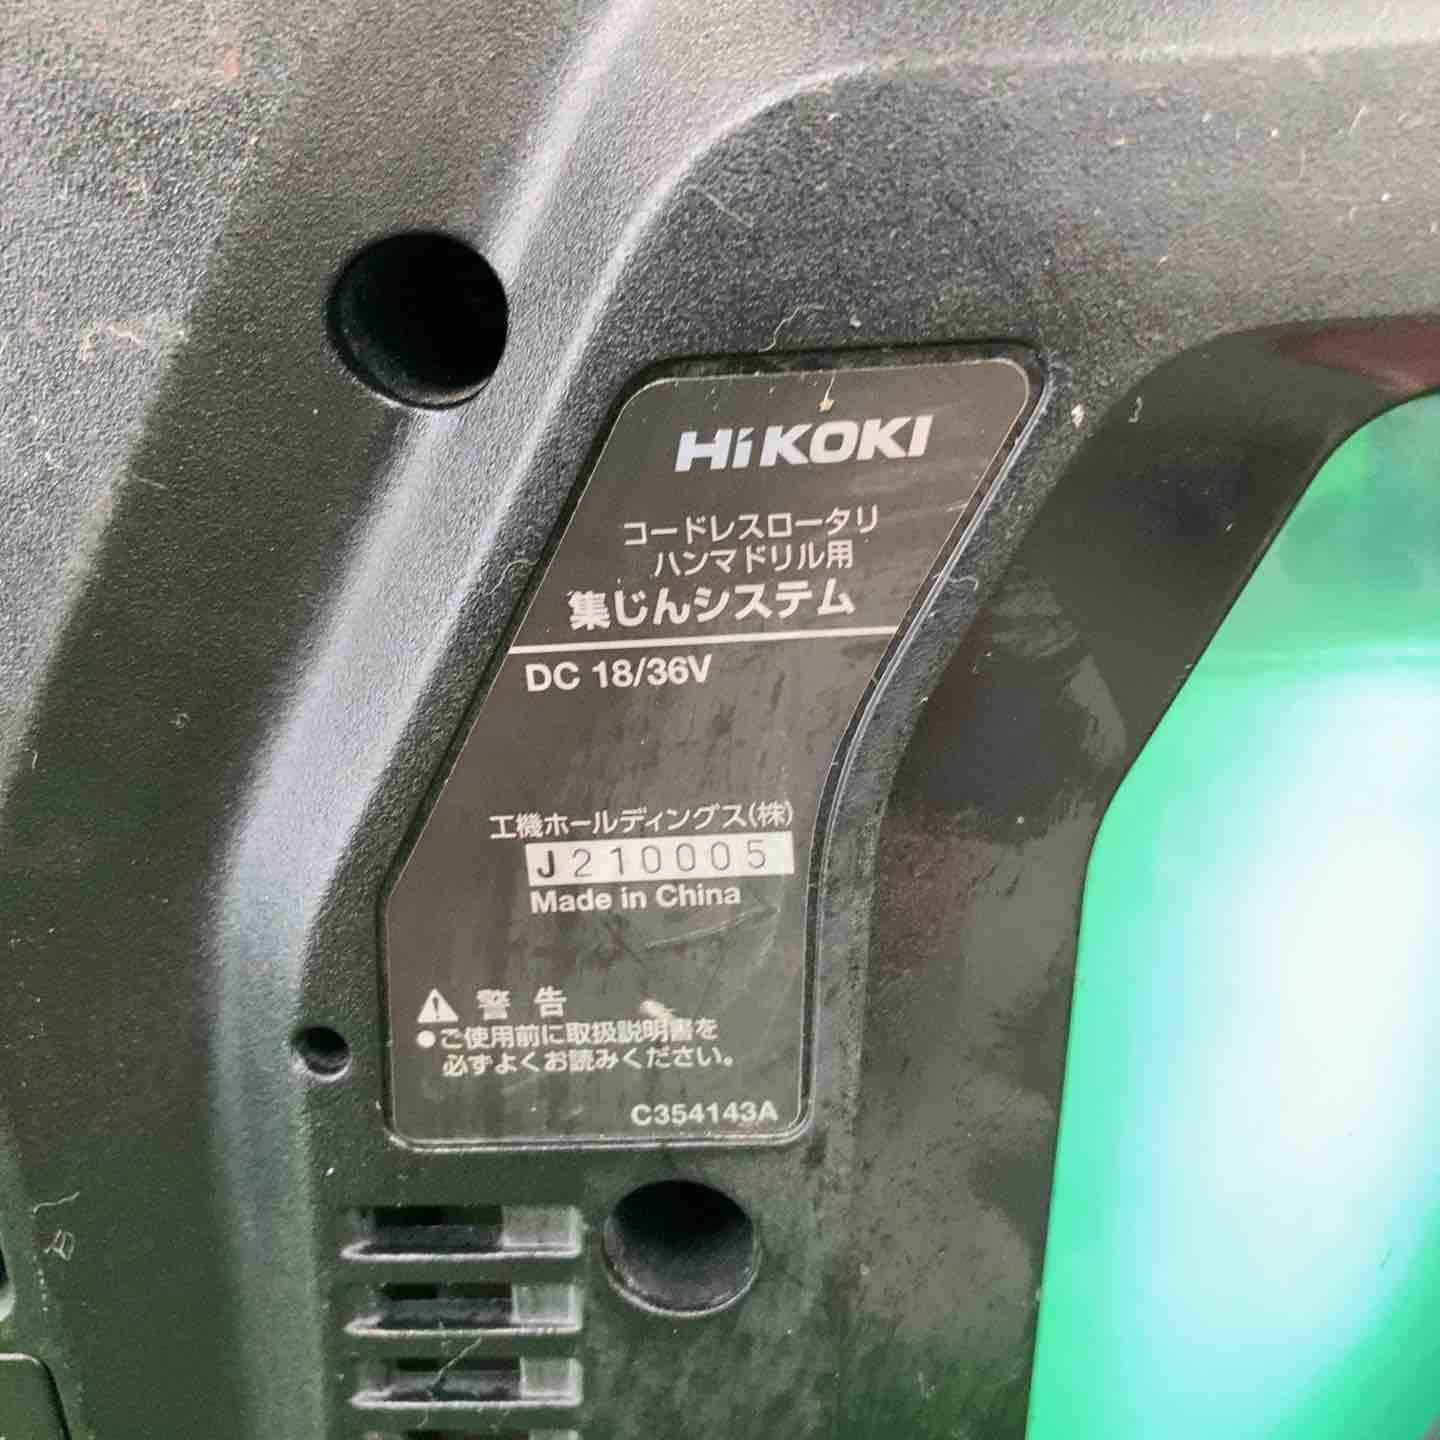 HiKOKI
コードレスロータリ
ハンマドリル用
集じんシステム
DC 18/36V
工機ホールディングス(株)
J210005
Made in China
警告
●ご使用前に取扱説明書を
必ずよくお読みください。
C354143A